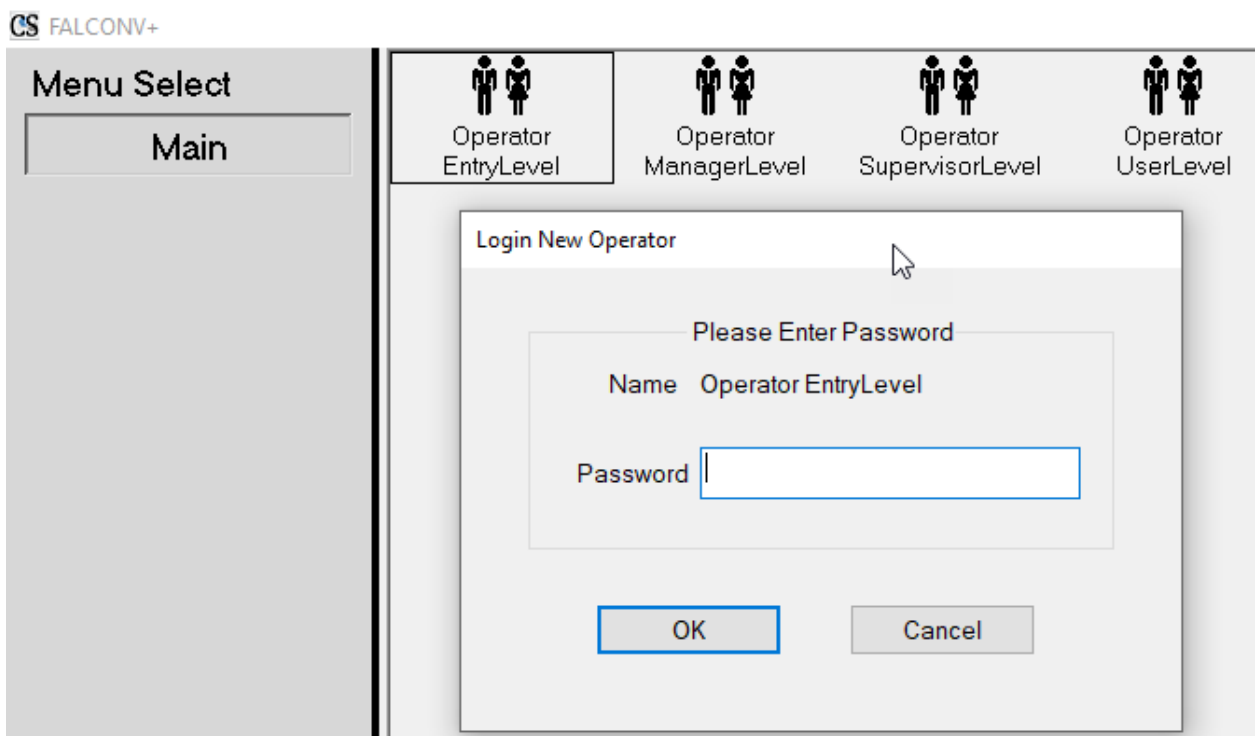 CS FALCONV+
Menu Select
Main
Operator
EntryLevel
Operator
ManagerLevel
Operator
SupervisorLevel
Operator
UserLevel
Login New Operator
Please Enter Password
Name Operator EntryLevel
Password
OK Cancel